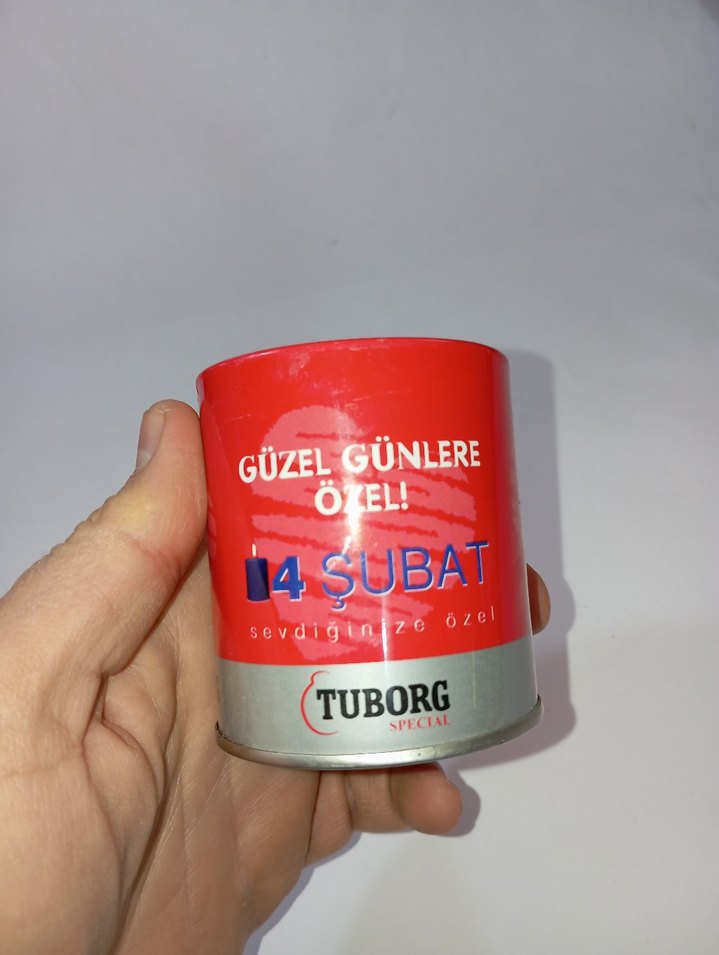 GÜZEL GÜNLERE
ÖZEL!
14 ŞUBAT
sevdiğinize özel
TUBORG
SPECIAL